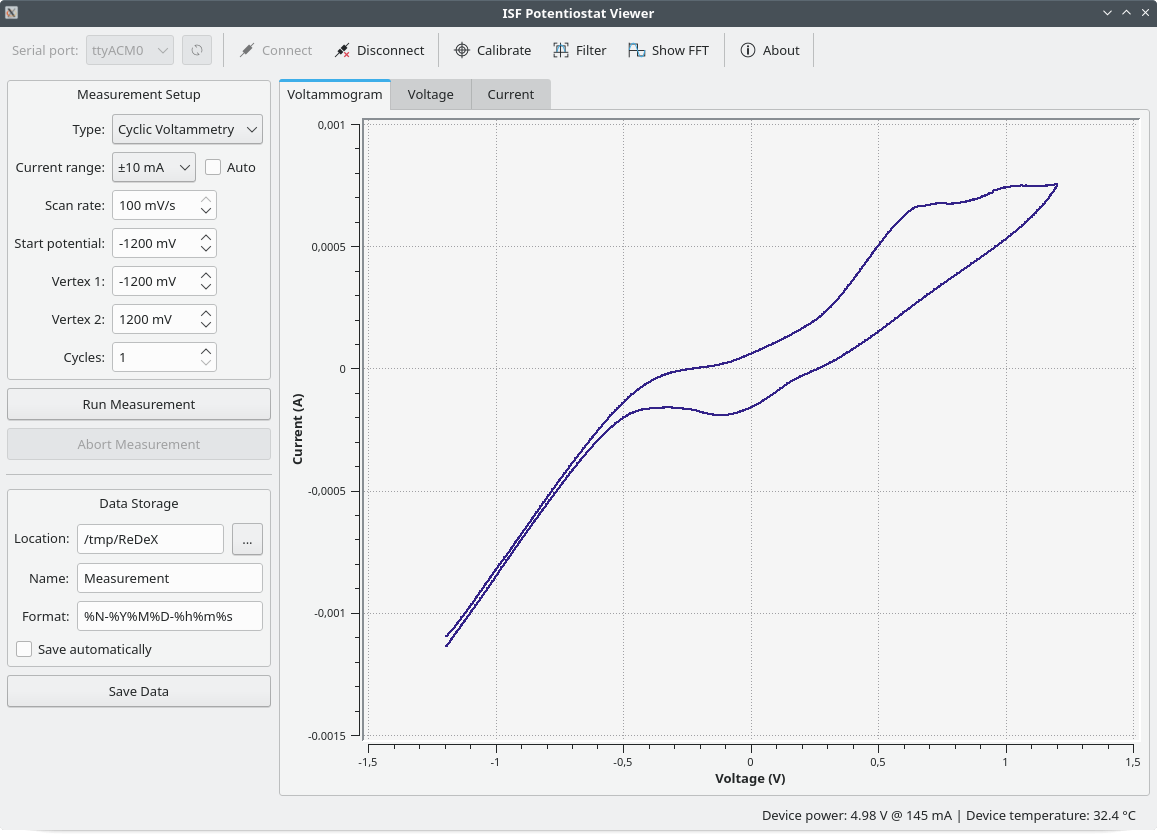 ISF Potentiostat Viewer
Serial port: ttyACM0 Connect Disconnect Calibrate Filter Show FFT About
Measurement Setup
Type: Cyclic Voltammetry
Current range: ±10 mA Auto
Scan rate: 100 mV/s
Start potential: -1200 mV
Vertex 1: -1200 mV
Vertex 2: 1200 mV
Cycles: 1
Run Measurement
Abort Measurement
Data Storage
Location: /tmp/ReDeX ...
Name: Measurement
Format: %N-%Y%M%D-%h%m%s
Save automatically
Save Data
Voltammogram Voltage Current
0,001
0,0005
0
-0,0005
-0,001
-0.0015
Current (A)
-1,5 -1 -0,5 0 0,5 1 1,5
Voltage (V)
Device power: 4.98 V @ 145 mA | Device temperature: 32.4 °C